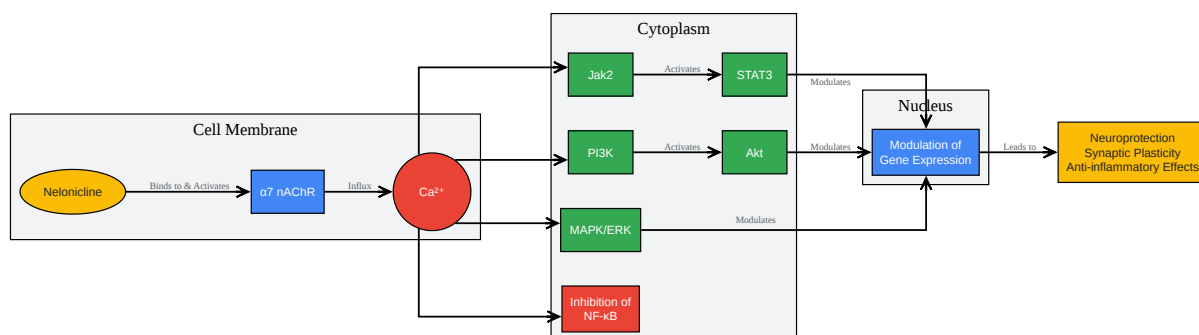 Cytoplasm
Jak2
Activates
STAT3
Modulates
Nucleus
Cell Membrane
Nelonicline
Binds to & Activates
α7 nAChR
Influx
Ca²⁺
PI3K
Activates
Akt
Modulates
Modulation of
Gene Expression
Leads to
Neuroprotection
Synaptic Plasticity
Anti-inflammatory Effects
MAPK/ERK
Modulates
Inhibition of
NF-κB